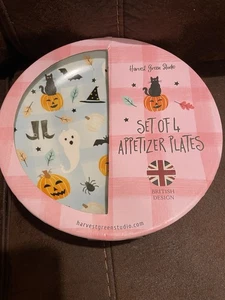 Harvest Green Studio
SET OF 4
APPETIZER PLATES
BRITISH
DESIGN
harvestgreenstudio.com